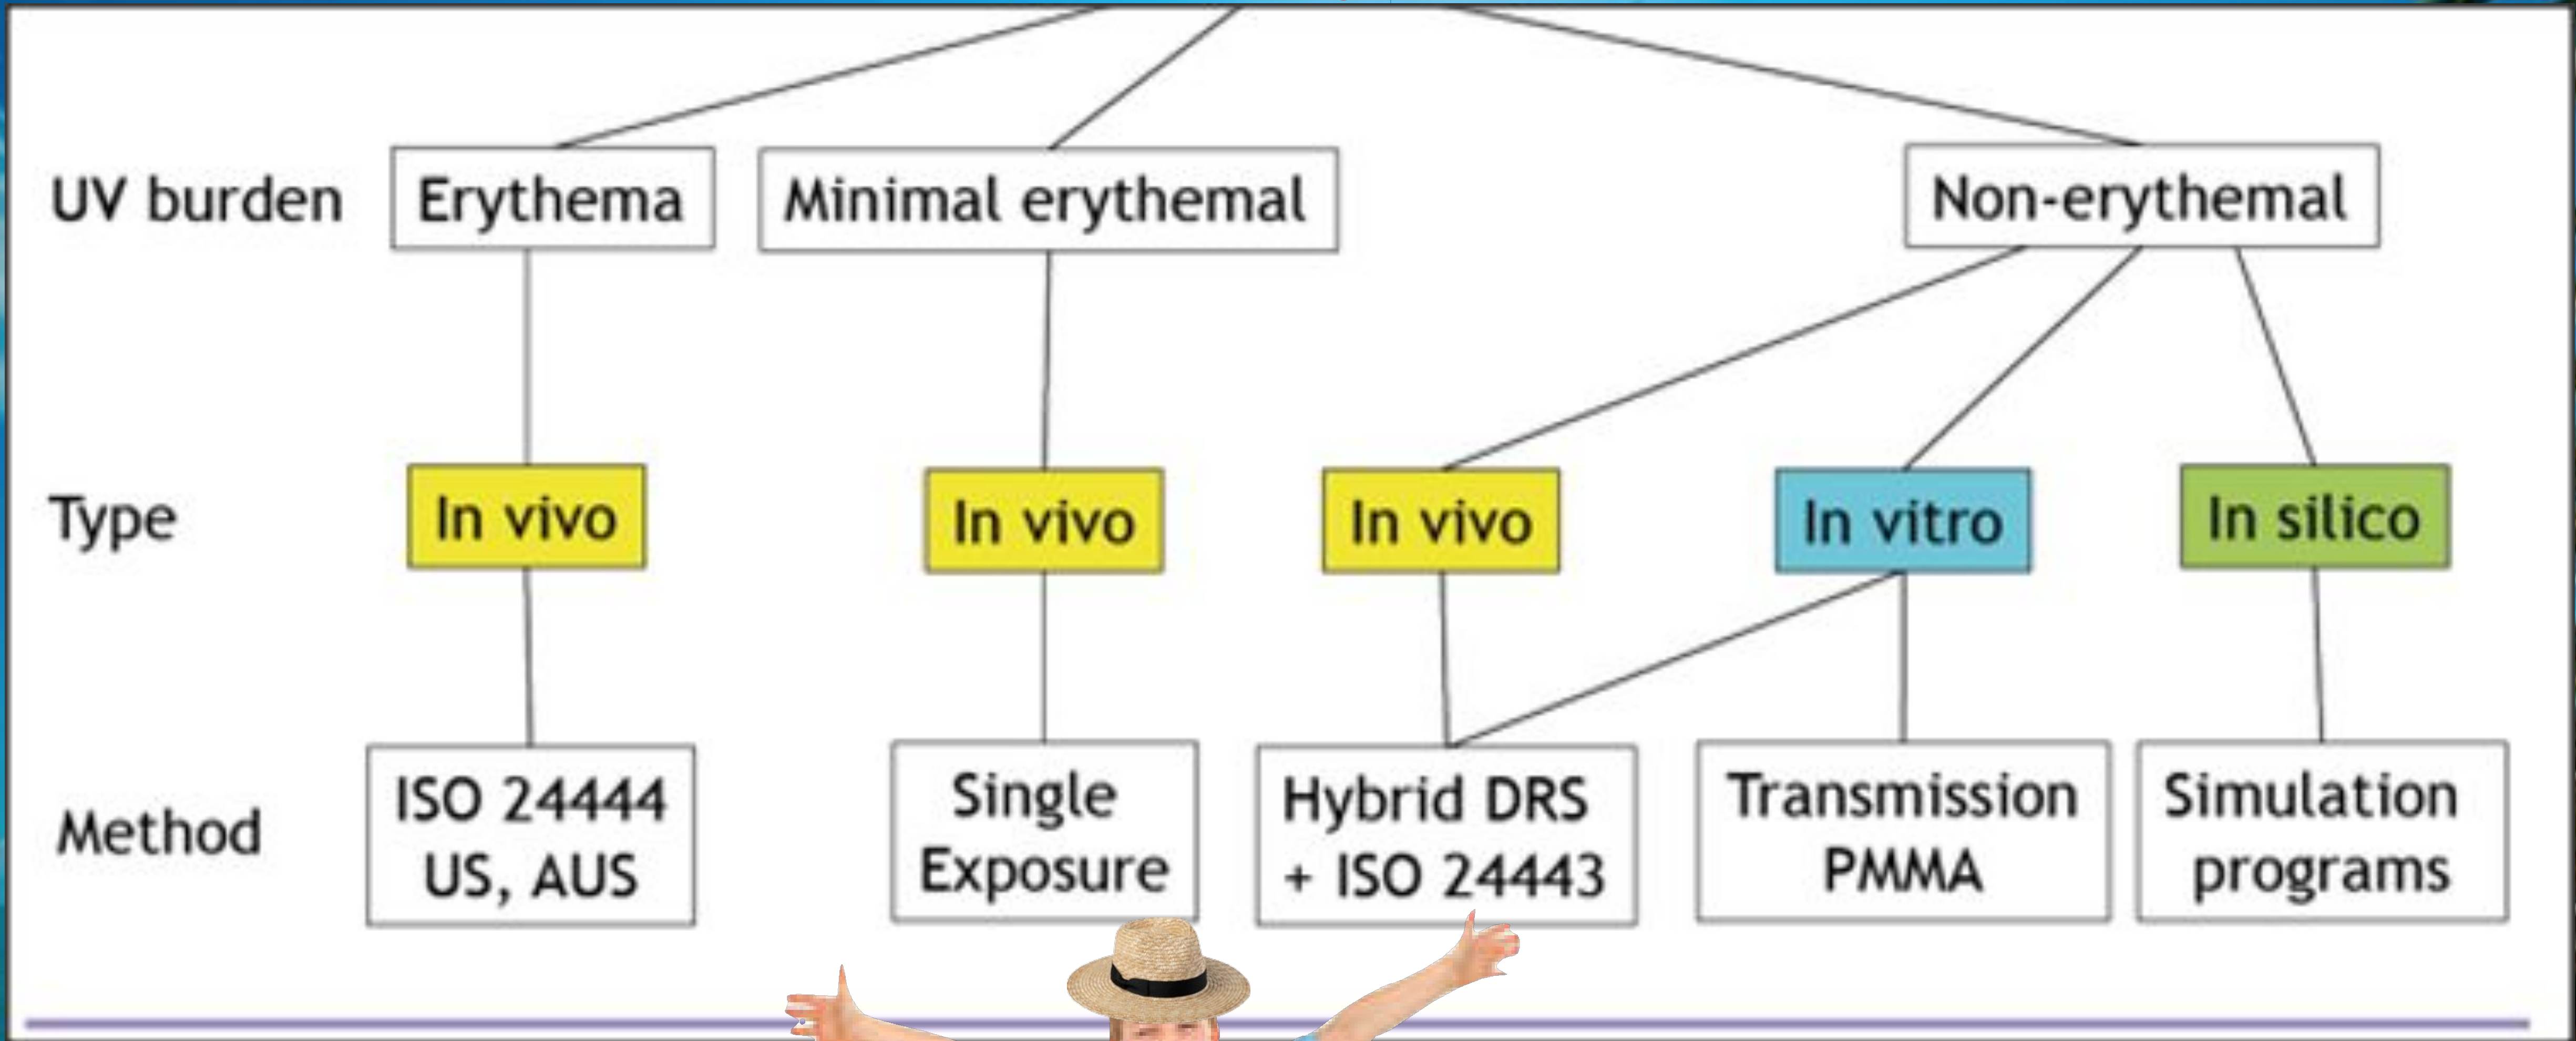 UV burden Erythema Minimal erythemal Non-erythemal
Type In vivo In vivo In vivo In vitro In silico
Method
ISO 24444
US, AUS
Single
Exposure
Hybrid DRS
+ ISO 24443
Transmission
PMMA
Simulation
programs